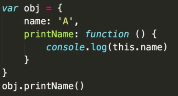 var obj = {
    name: 'A',
    printName: function () {
        console.log(this.name)
    }
}
obj.printName()